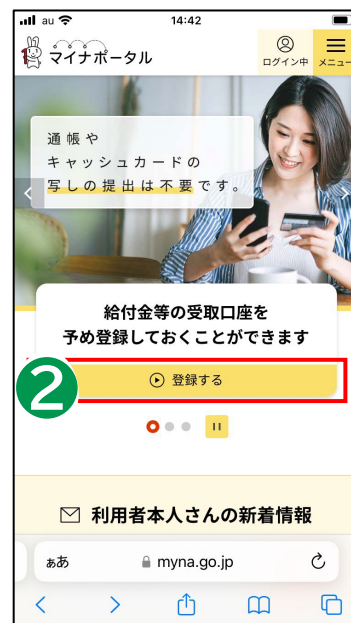 au 14:42
マイナポータル
ログイン中 メニュー
通帳や
キャッシュカードの
写しの提出は不要です。
給付金等の受取口座を
予め登録しておくことができます
2
登録する
利用者本人さんの新着情報
ぁあ myna.go.jp